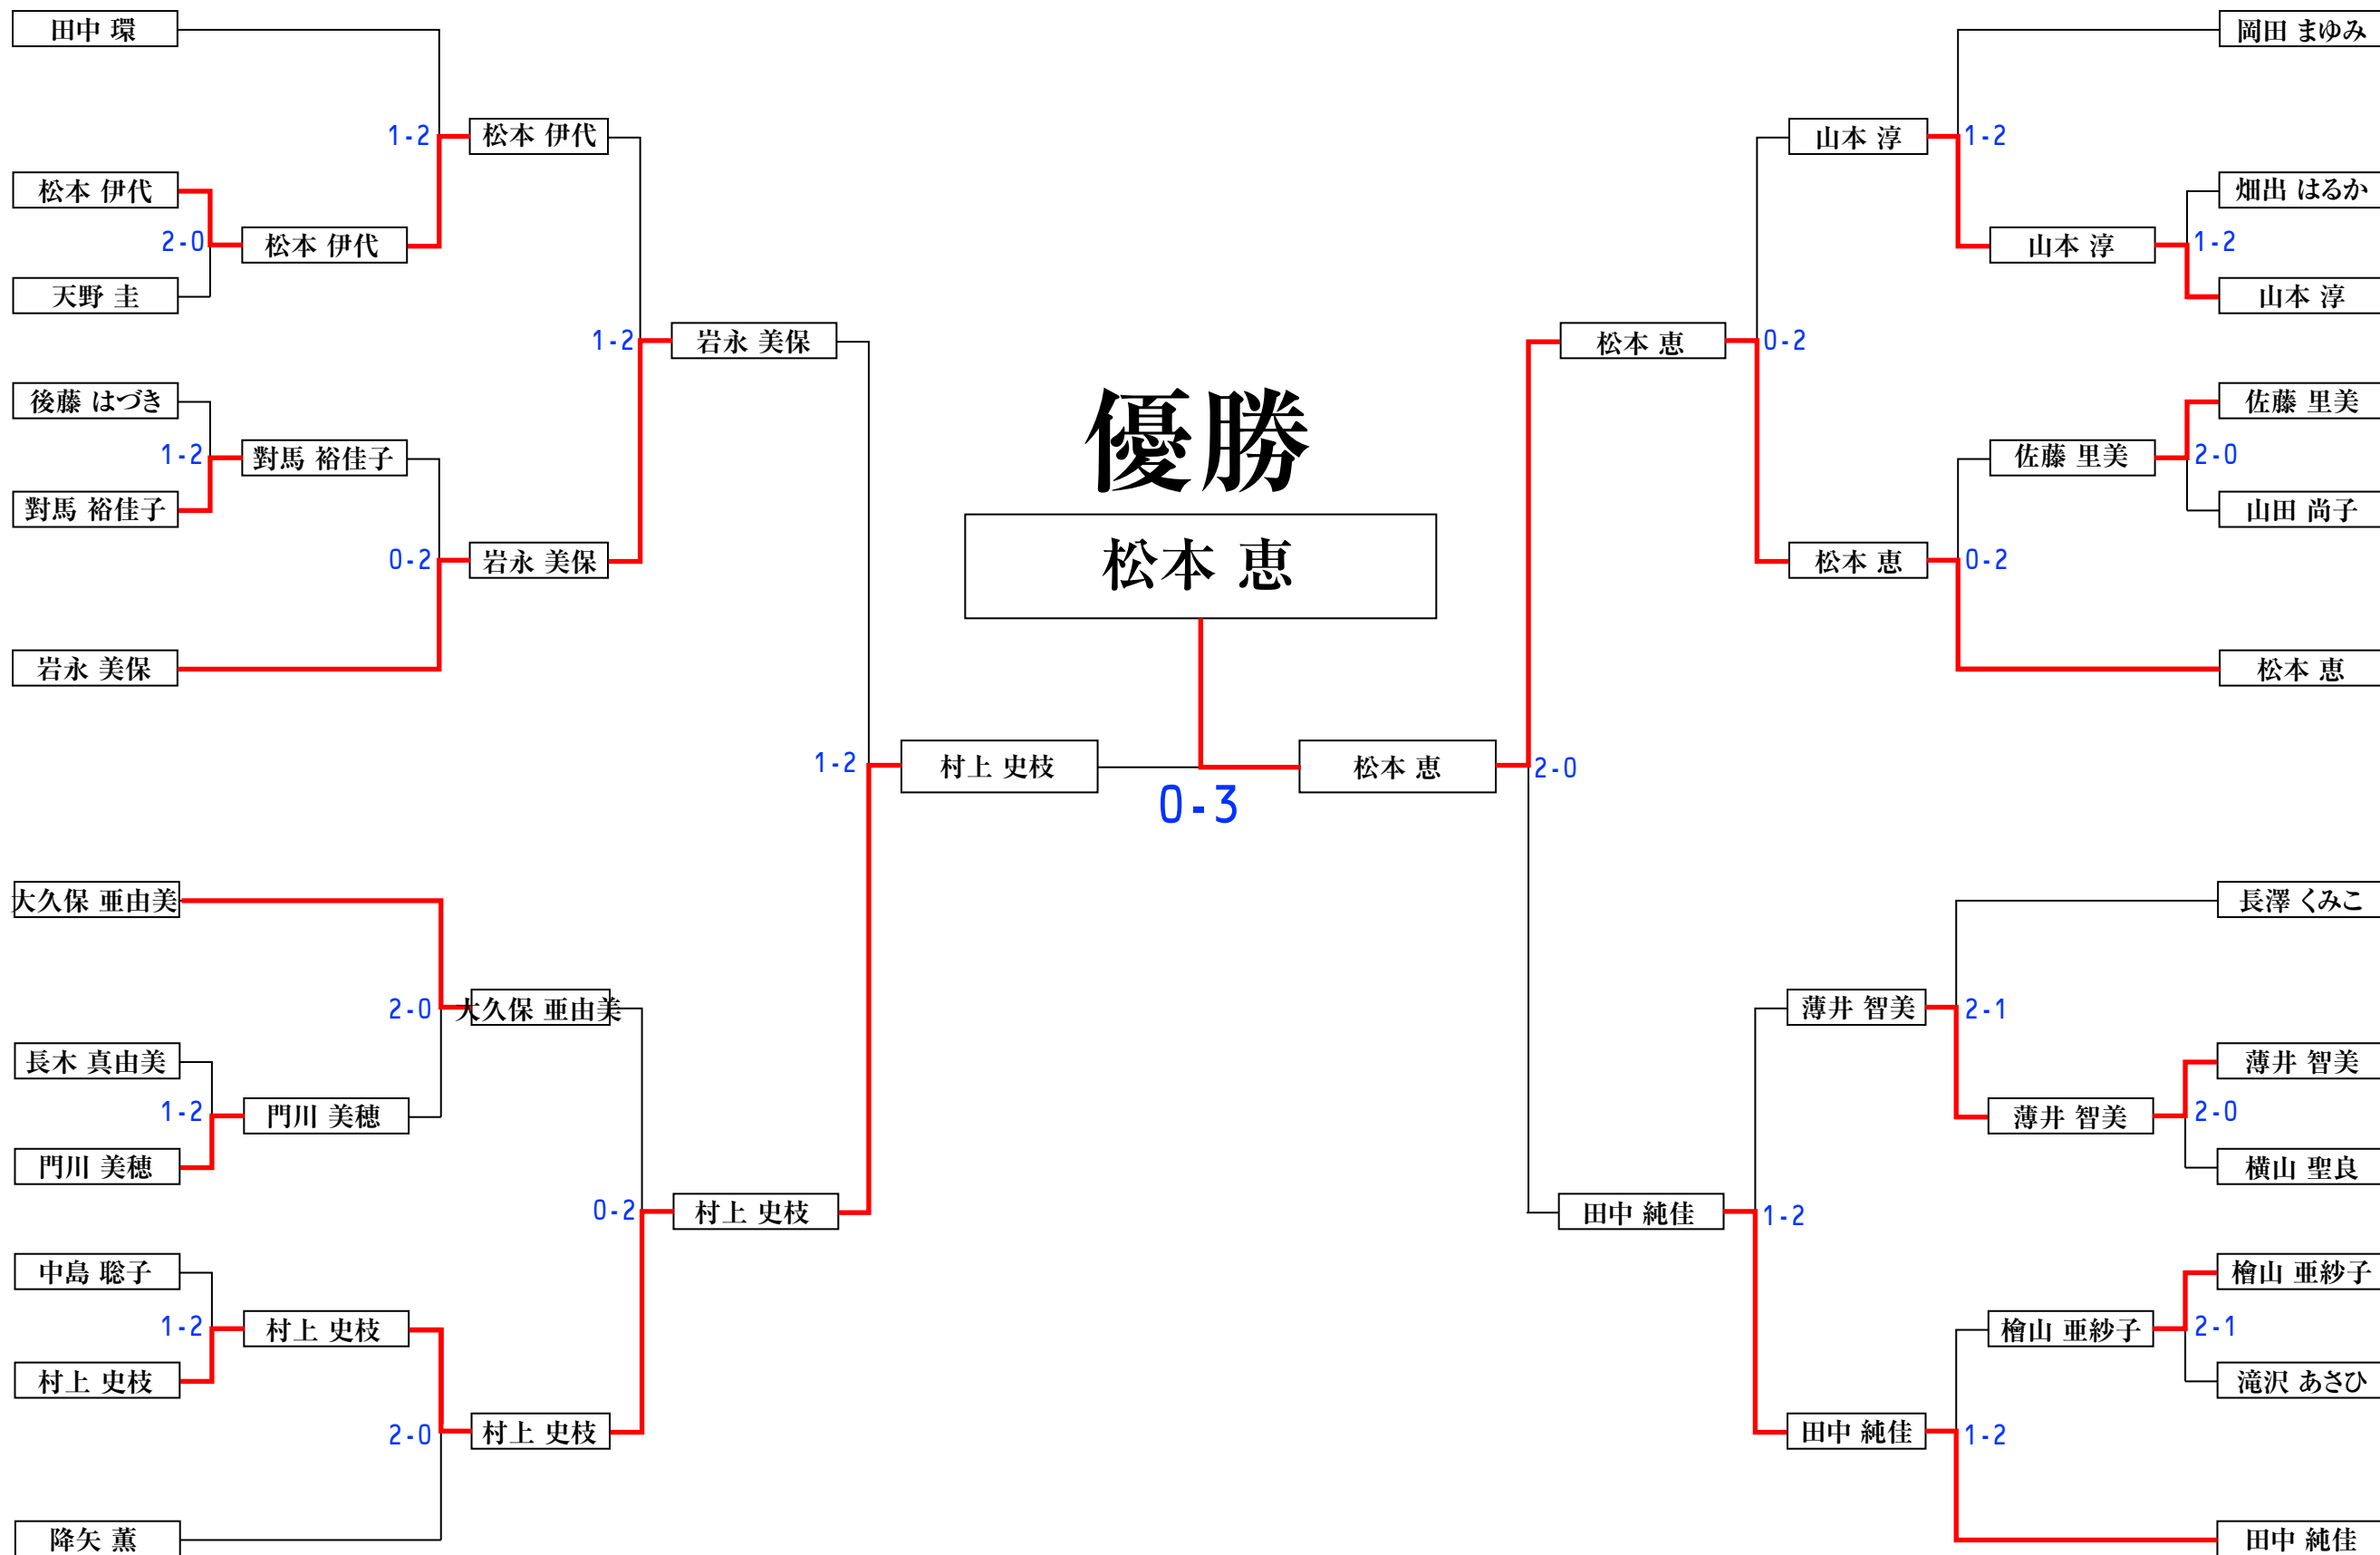 田中 環
1-2
松本 伊代
松本 伊代
2-0
松本 伊代
天野 圭
1-2
岩永 美保
後藤 はづき
1-2
對馬 裕佳子
對馬 裕佳子
0-2
岩永 美保
岩永 美保
1-2
村上 史枝
大久保 亜由美
2-0
大久保 亜由美
長木 真由美
1-2
門川 美穂
門川 美穂
0-2
村上 史枝
中島 聡子
1-2
村上 史枝
村上 史枝
2-0
村上 史枝
降矢 薫
優勝
松本 恵
0-3
岡田 まゆみ
山本 淳
1-2
畑出 はるか
山本 淳
1-2
山本 淳
松本 恵
0-2
佐藤 里美
佐藤 里美
2-0
山田 尚子
松本 恵
0-2
松本 恵
松本 恵
2-0
長澤 くみこ
薄井 智美
2-1
薄井 智美
薄井 智美
2-0
横山 聖良
田中 純佳
1-2
檜山 亜紗子
檜山 亜紗子
2-1
滝沢 あさひ
田中 純佳
1-2
田中 純佳